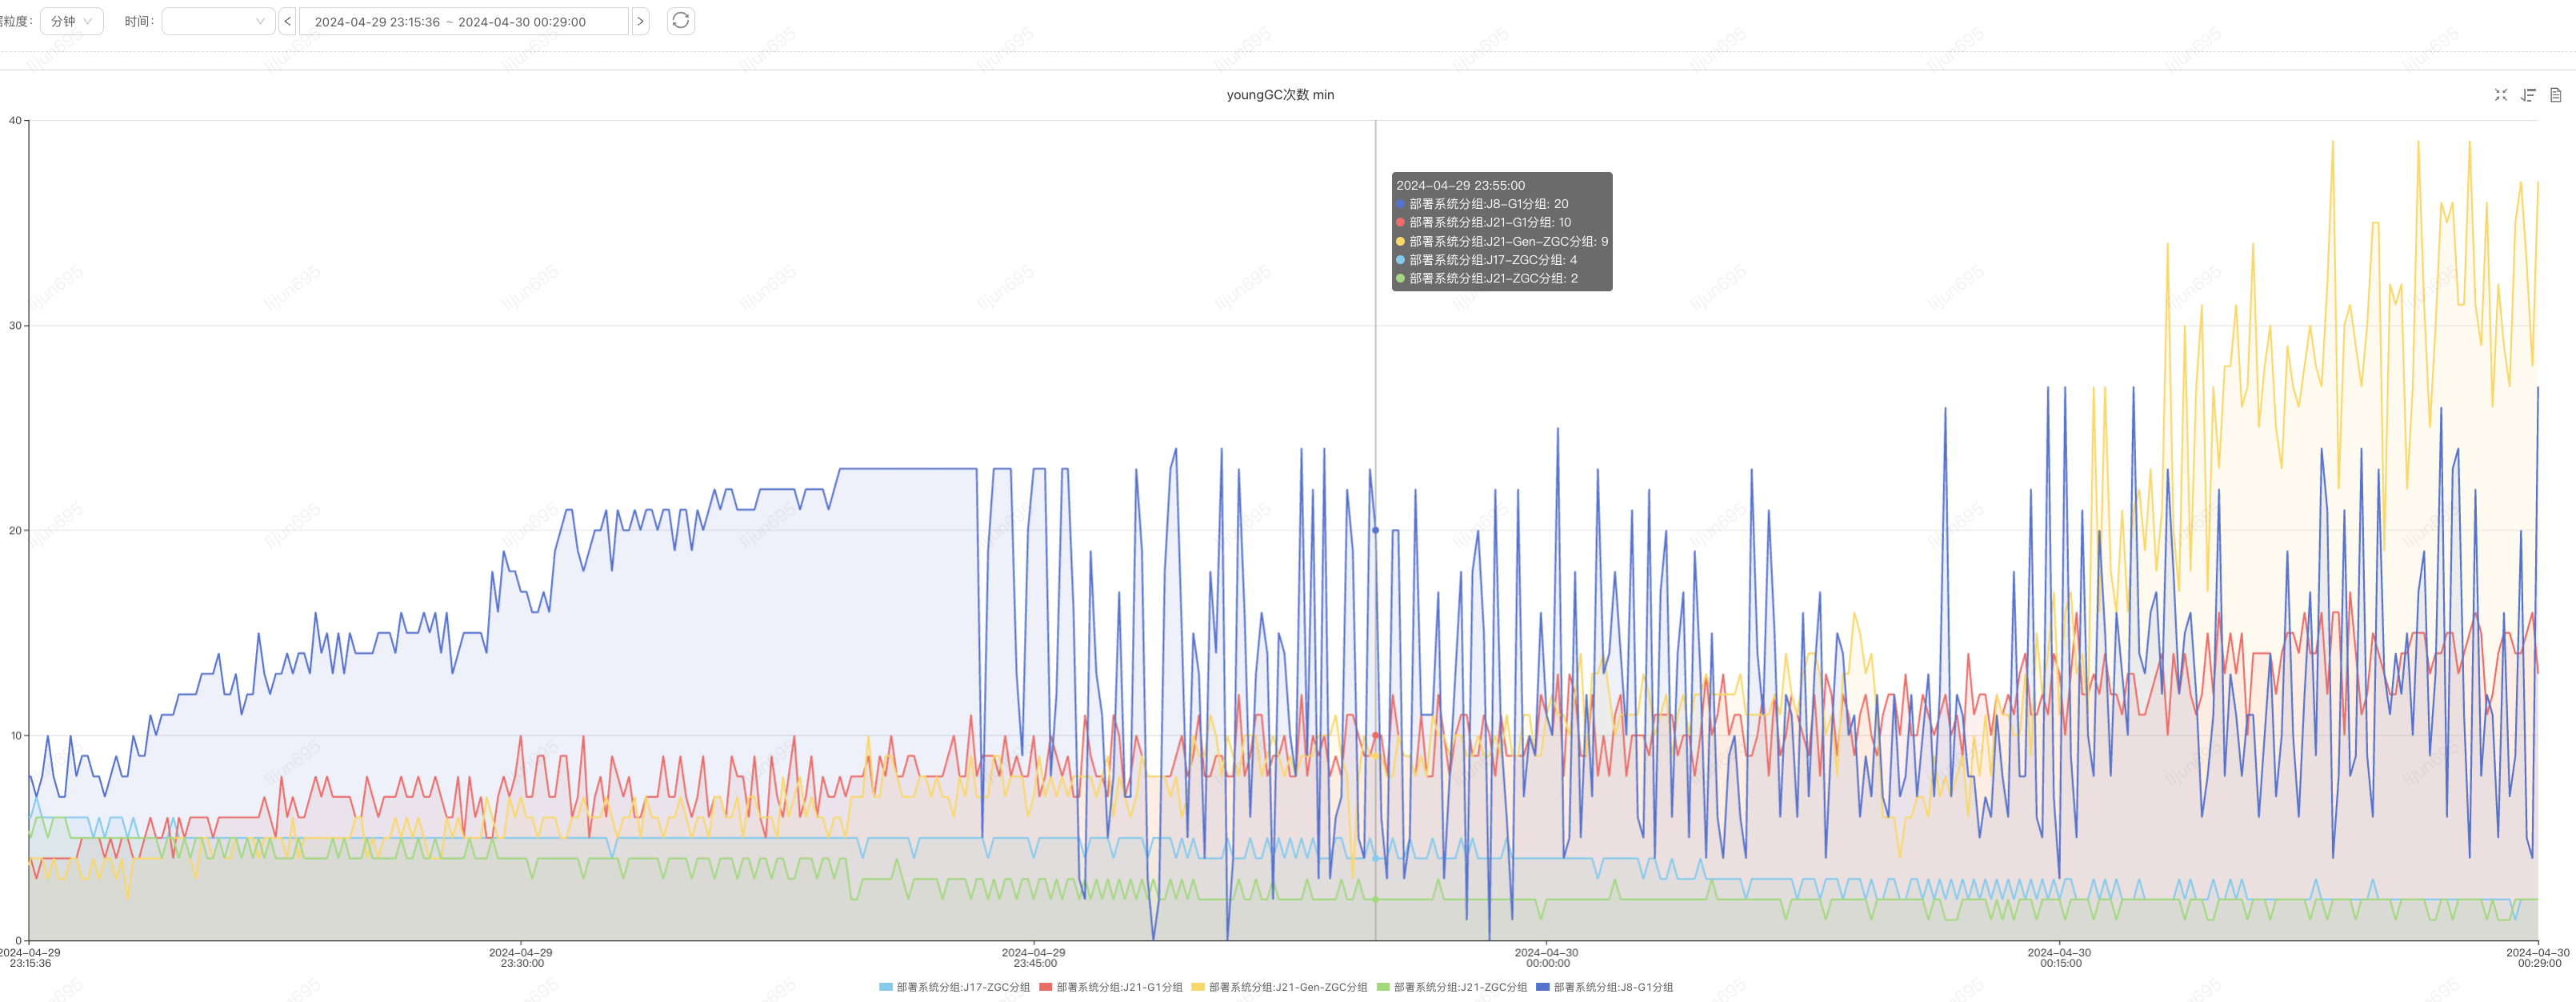 据粒度: 分钟 时间: < 2024-04-29 23:15:36 ~ 2024-04-30 00:29:00 >
youngGC次数 min
40
30
20
10
0
2024-04-29 23:55:00
部署系统分组:J8-G1分组: 20
部署系统分组:J21-G1分组: 10
部署系统分组:J21-Gen-ZGC分组: 9
部署系统分组:J17-ZGC分组: 4
部署系统分组:J21-ZGC分组: 2
2024-04-29
23:15:36
2024-04-29
23:30:00
2024-04-29
23:45:00
2024-04-30
00:00:00
2024-04-30
00:15:00
2024-04-30
00:29:00
部署系统分组:J17-ZGC分组 部署系统分组:J21-G1分组 部署系统分组:J21-Gen-ZGC分组 部署系统分组:J21-ZGC分组 部署系统分组:J8-G1分组
lijun695